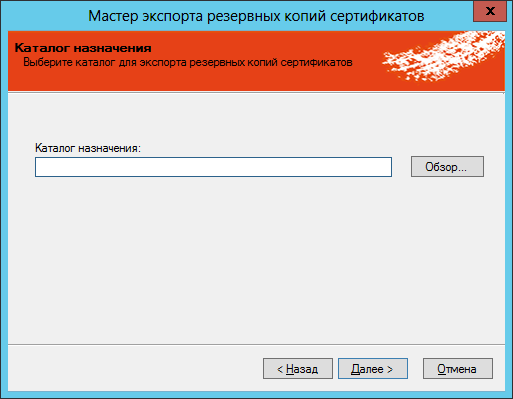 Мастер экспорта резервных копий сертификатов
X
Каталог назначения
Выберите каталог для экспорта резервных копий сертификатов
Каталог назначения:
Обзор...
< Назад
Далее >
Отмена